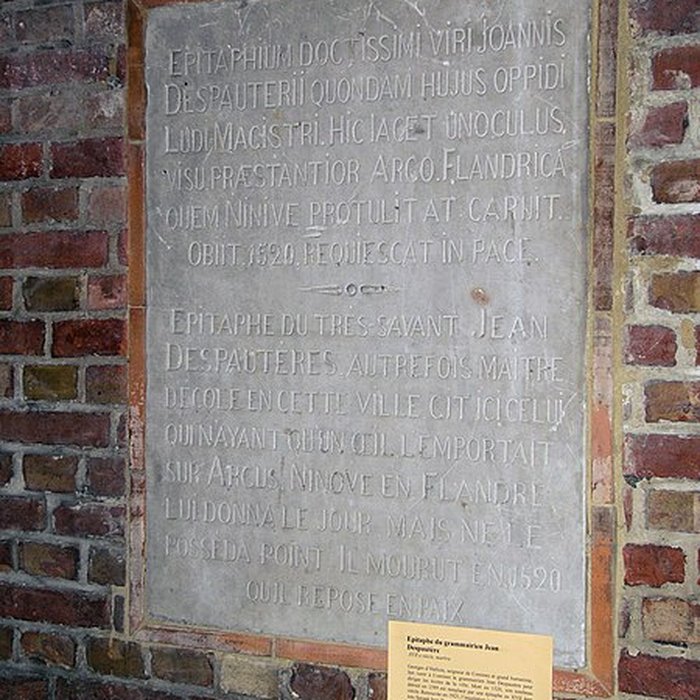 EPITAPHIUM DOCTISSIMI VIRI JOANNIS
DESPAUTERII QUONDAM HUJUS OPPIDI
LUDI MAGISTRI. HIC IACET UNOCULUS,
VISU PRÆSTANTIOR ARGO. FLANDRICA
QUEM NINIVE PROTULIT AT CARUIT.
OBIIT, 1520, REQUIESCAT IN PACE.
EPITAPHE DU TRES-SAVANT JEAN
DESPAUTERES, AUTREFOIS MAITRE
D'ECOLE EN CETTE VILLE GIT ICI CELUI
QUI N'AYANT QU'UN ŒIL L'EMPORTAIT
SUR ARGUS, NINOVE EN FLANDRE
LUI DONNA LE JOUR MAIS NE LE
POSSEDA POINT IL MOURUT EN 1520
QU'IL REPOSE EN PAIX
Epitaphe du grammairien Jean
Despautère